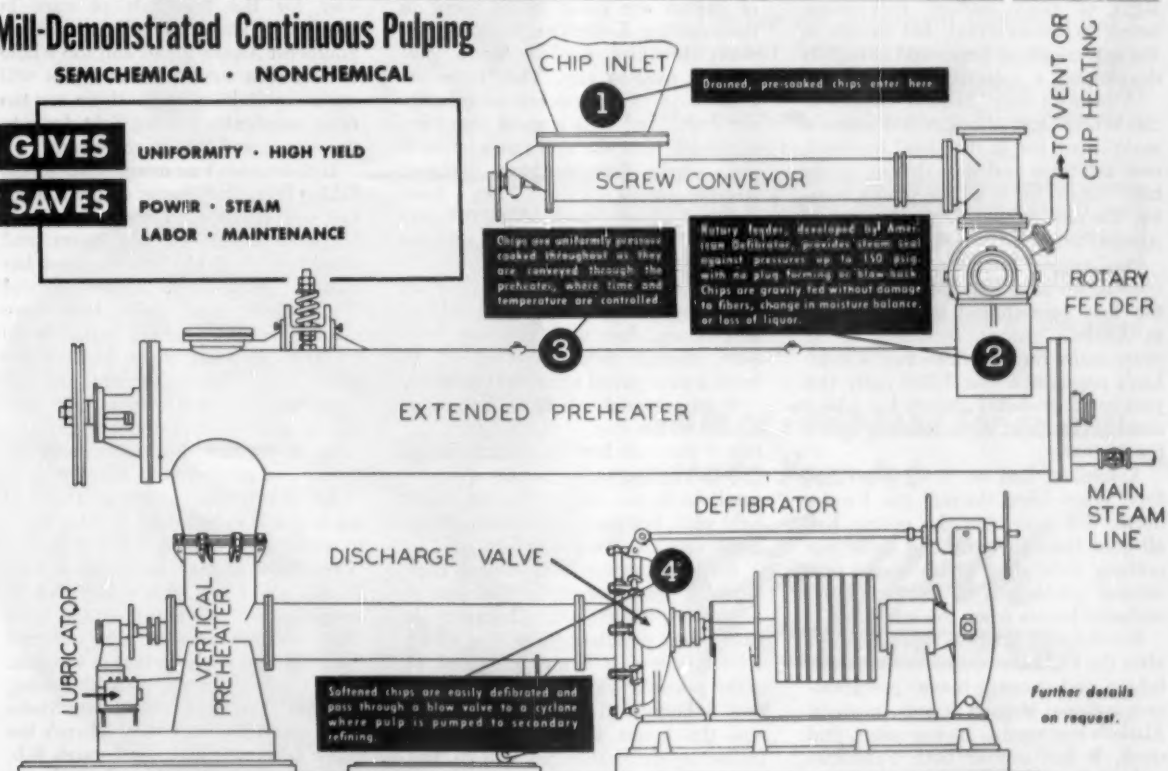 Mill-Demonstrated Continuous Pulping
SEMICHEMICAL • NONCHEMICAL
GIVES
UNIFORMITY • HIGH YIELD
SAVES
POWER • STEAM
LABOR • MAINTENANCE
CHIP INLET
1
Drained, pre-soaked chips enter here.
SCREW CONVEYOR
TO VENT OR
CHIP HEATING
Chips are uniformly pressure
cooked throughout as they
are conveyed through the
preheater, where time and
temperature are controlled.
Rotary feeder, developed by Amer-
ican Defibrator, provides steam seal
against pressures up to 150 psig.
with no plug forming or blow-back.
Chips are gravity fed without damage
to fibers, change in moisture balance,
or loss of liquor.
ROTARY
FEEDER
3
2
EXTENDED PREHEATER
MAIN
STEAM
LINE
DEFIBRATOR
DISCHARGE VALVE
4
LUBRICATOR
VERTICAL
PREHEATER
Softened chips are easily defibrated and
pass through a blow valve to a cyclone
where pulp is pumped to secondary
refining.
Further details
on request.